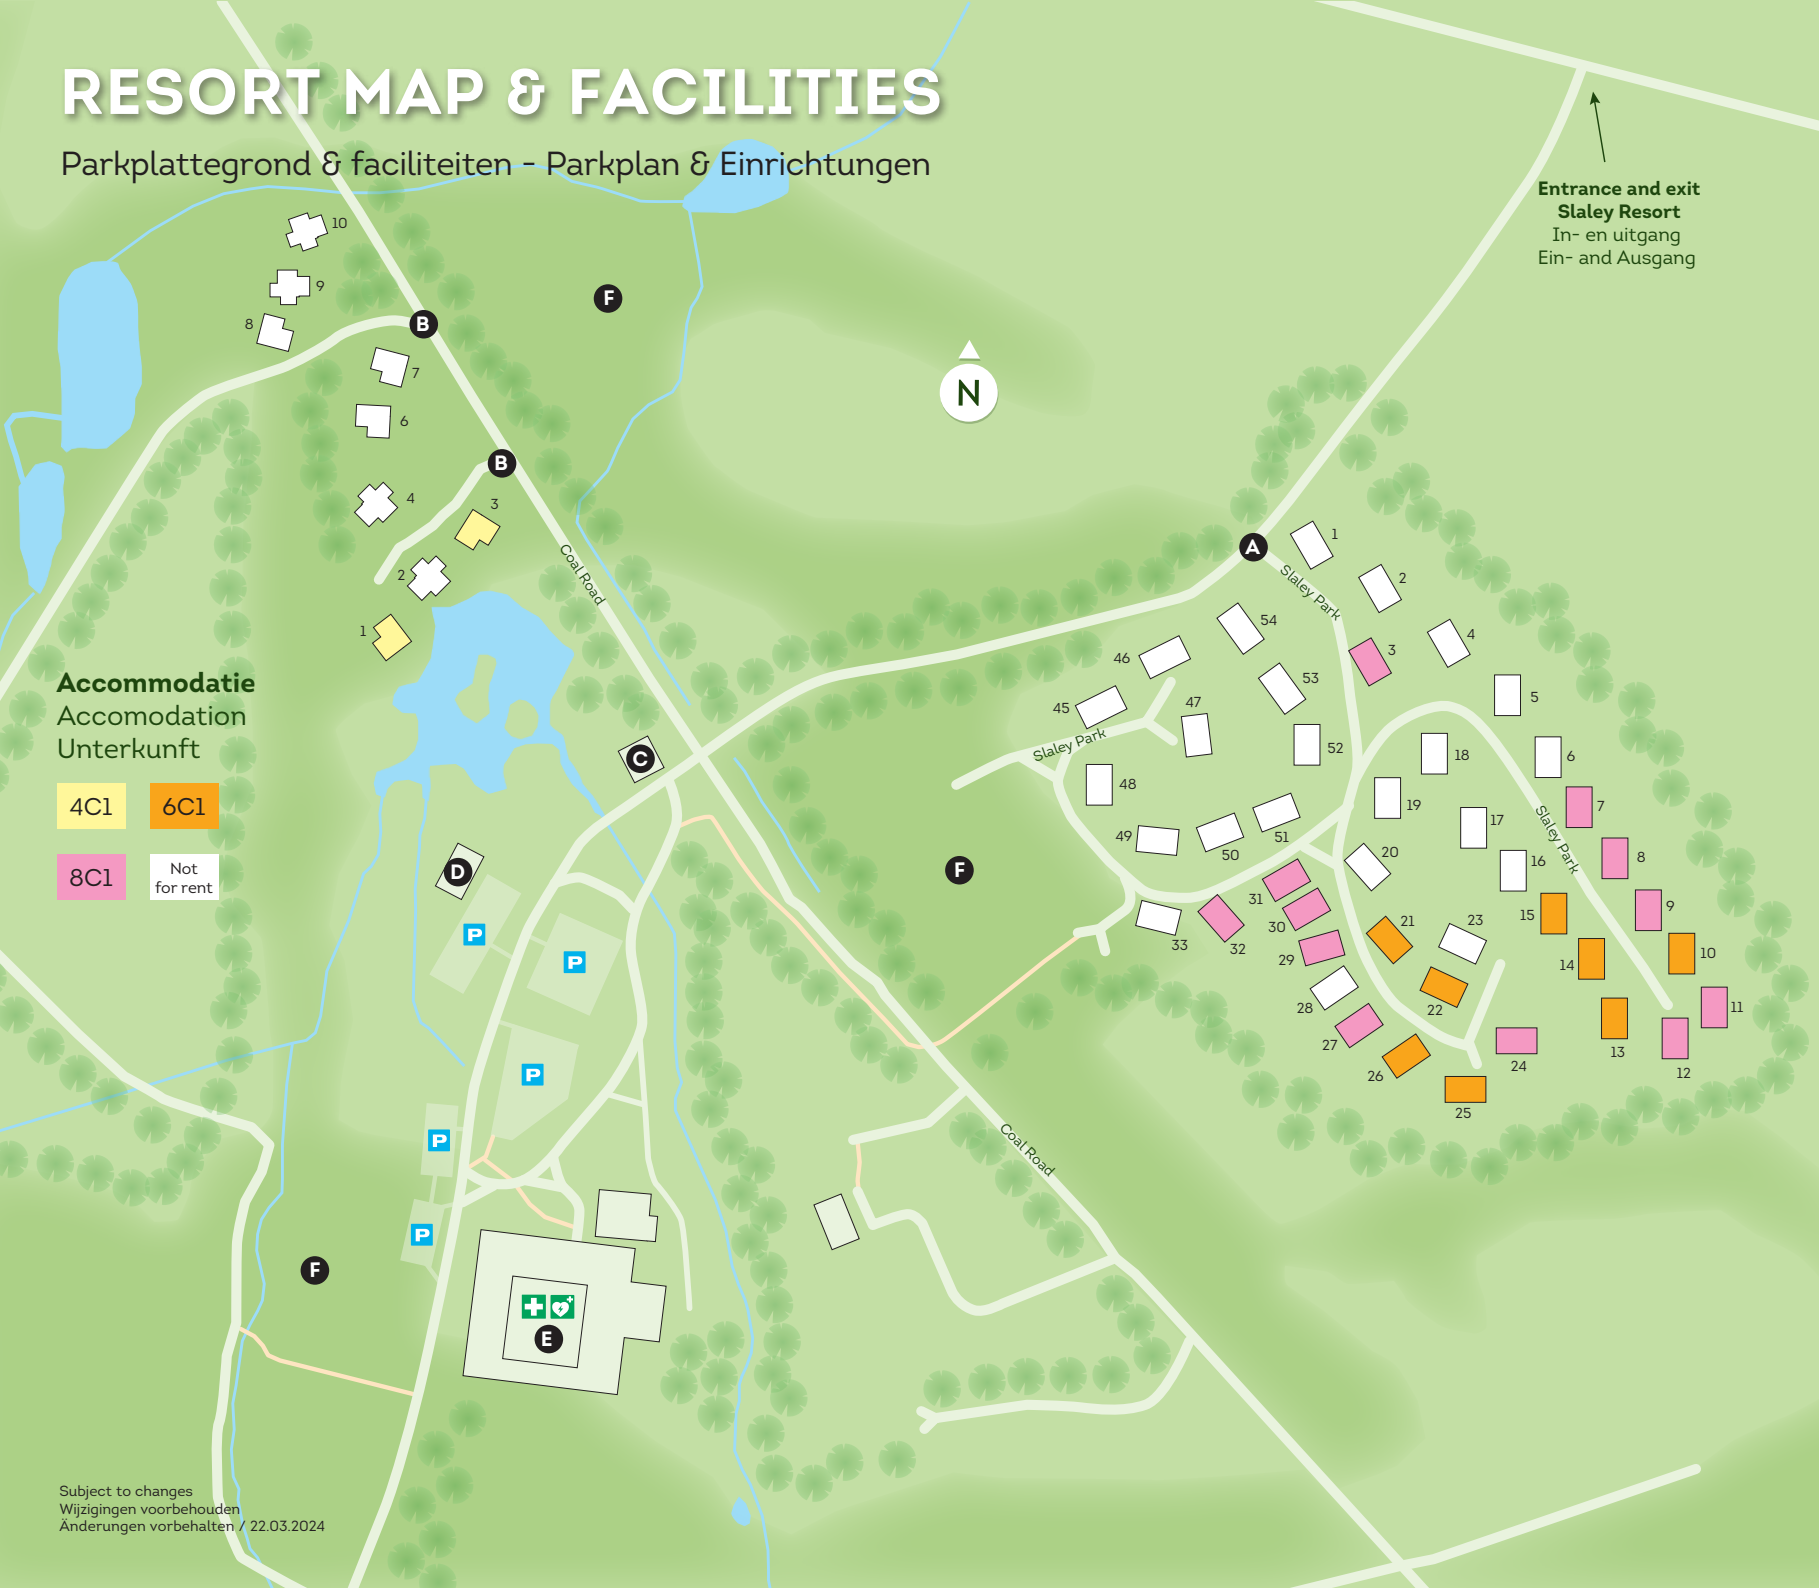 RESORT MAP & FACILITIES
Parkplattegrond & faciliteiten - Parkplan & Einrichtungen
Entrance and exit
Slaley Resort
In- en uitgang
Ein- and Ausgang
N
10
9
8
B
F
7
6
B
4
3
2
1
Coal Road
Accommodatie
Accomodation
Unterkunft
4C1
6C1
8C1
Not
for rent
A
Slaley Park
1
2
3
4
5
6
7
8
9
10
11
12
13
14
15
16
17
18
19
20
21
22
23
24
25
26
27
28
29
30
31
32
33
45
46
47
48
49
50
51
52
53
54
Slaley Park
Slaley Park
C
D
F
P
P
P
P
P
Coal Road
F
E
Subject to changes
Wijzigingen voorbehouden
Änderungen vorbehalten / 22.03.2024